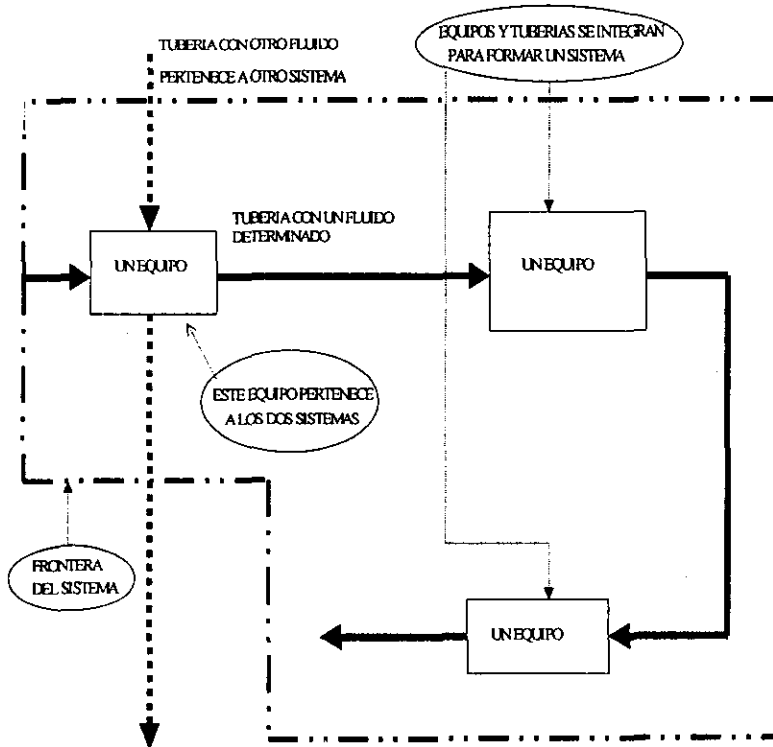 TUBERIA CON OTRO FLUIDO
PERTENECE A OTRO SISTEMA
EQUIPOS Y TUBERIAS SE INTEGRAN
PARA FORMAR UN SISTEMA
TUBERIA CON UN FLUIDO
DETERMINADO
UN EQUIPO
UN EQUIPO
ESTE EQUIPO PERTENECE
A LOS DOS SISTEMAS
FRONTERA
DEL SISTEMA
UN EQUIPO